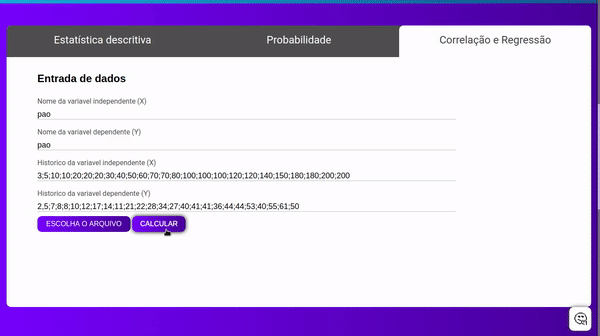 Estatística descritiva
Probabilidade
Correlação e Regressão
Entrada de dados
Nome da variavel independente (X)
pao
Nome da variavel dependente (Y)
pao
Historico da variavel independente (X)
3;5;10;10;20;20;20;30;40;50;60;70;70;80;100;100;100;120;120;140;150;180;180;200;200
Historico da variavel dependente (Y)
2,5;7;8;8;10;12;17;14;11;21;22;28;34;27;40;41;41;36;44;44;53;40;55;61;50
ESCOLHA O ARQUIVO
CALCULAR